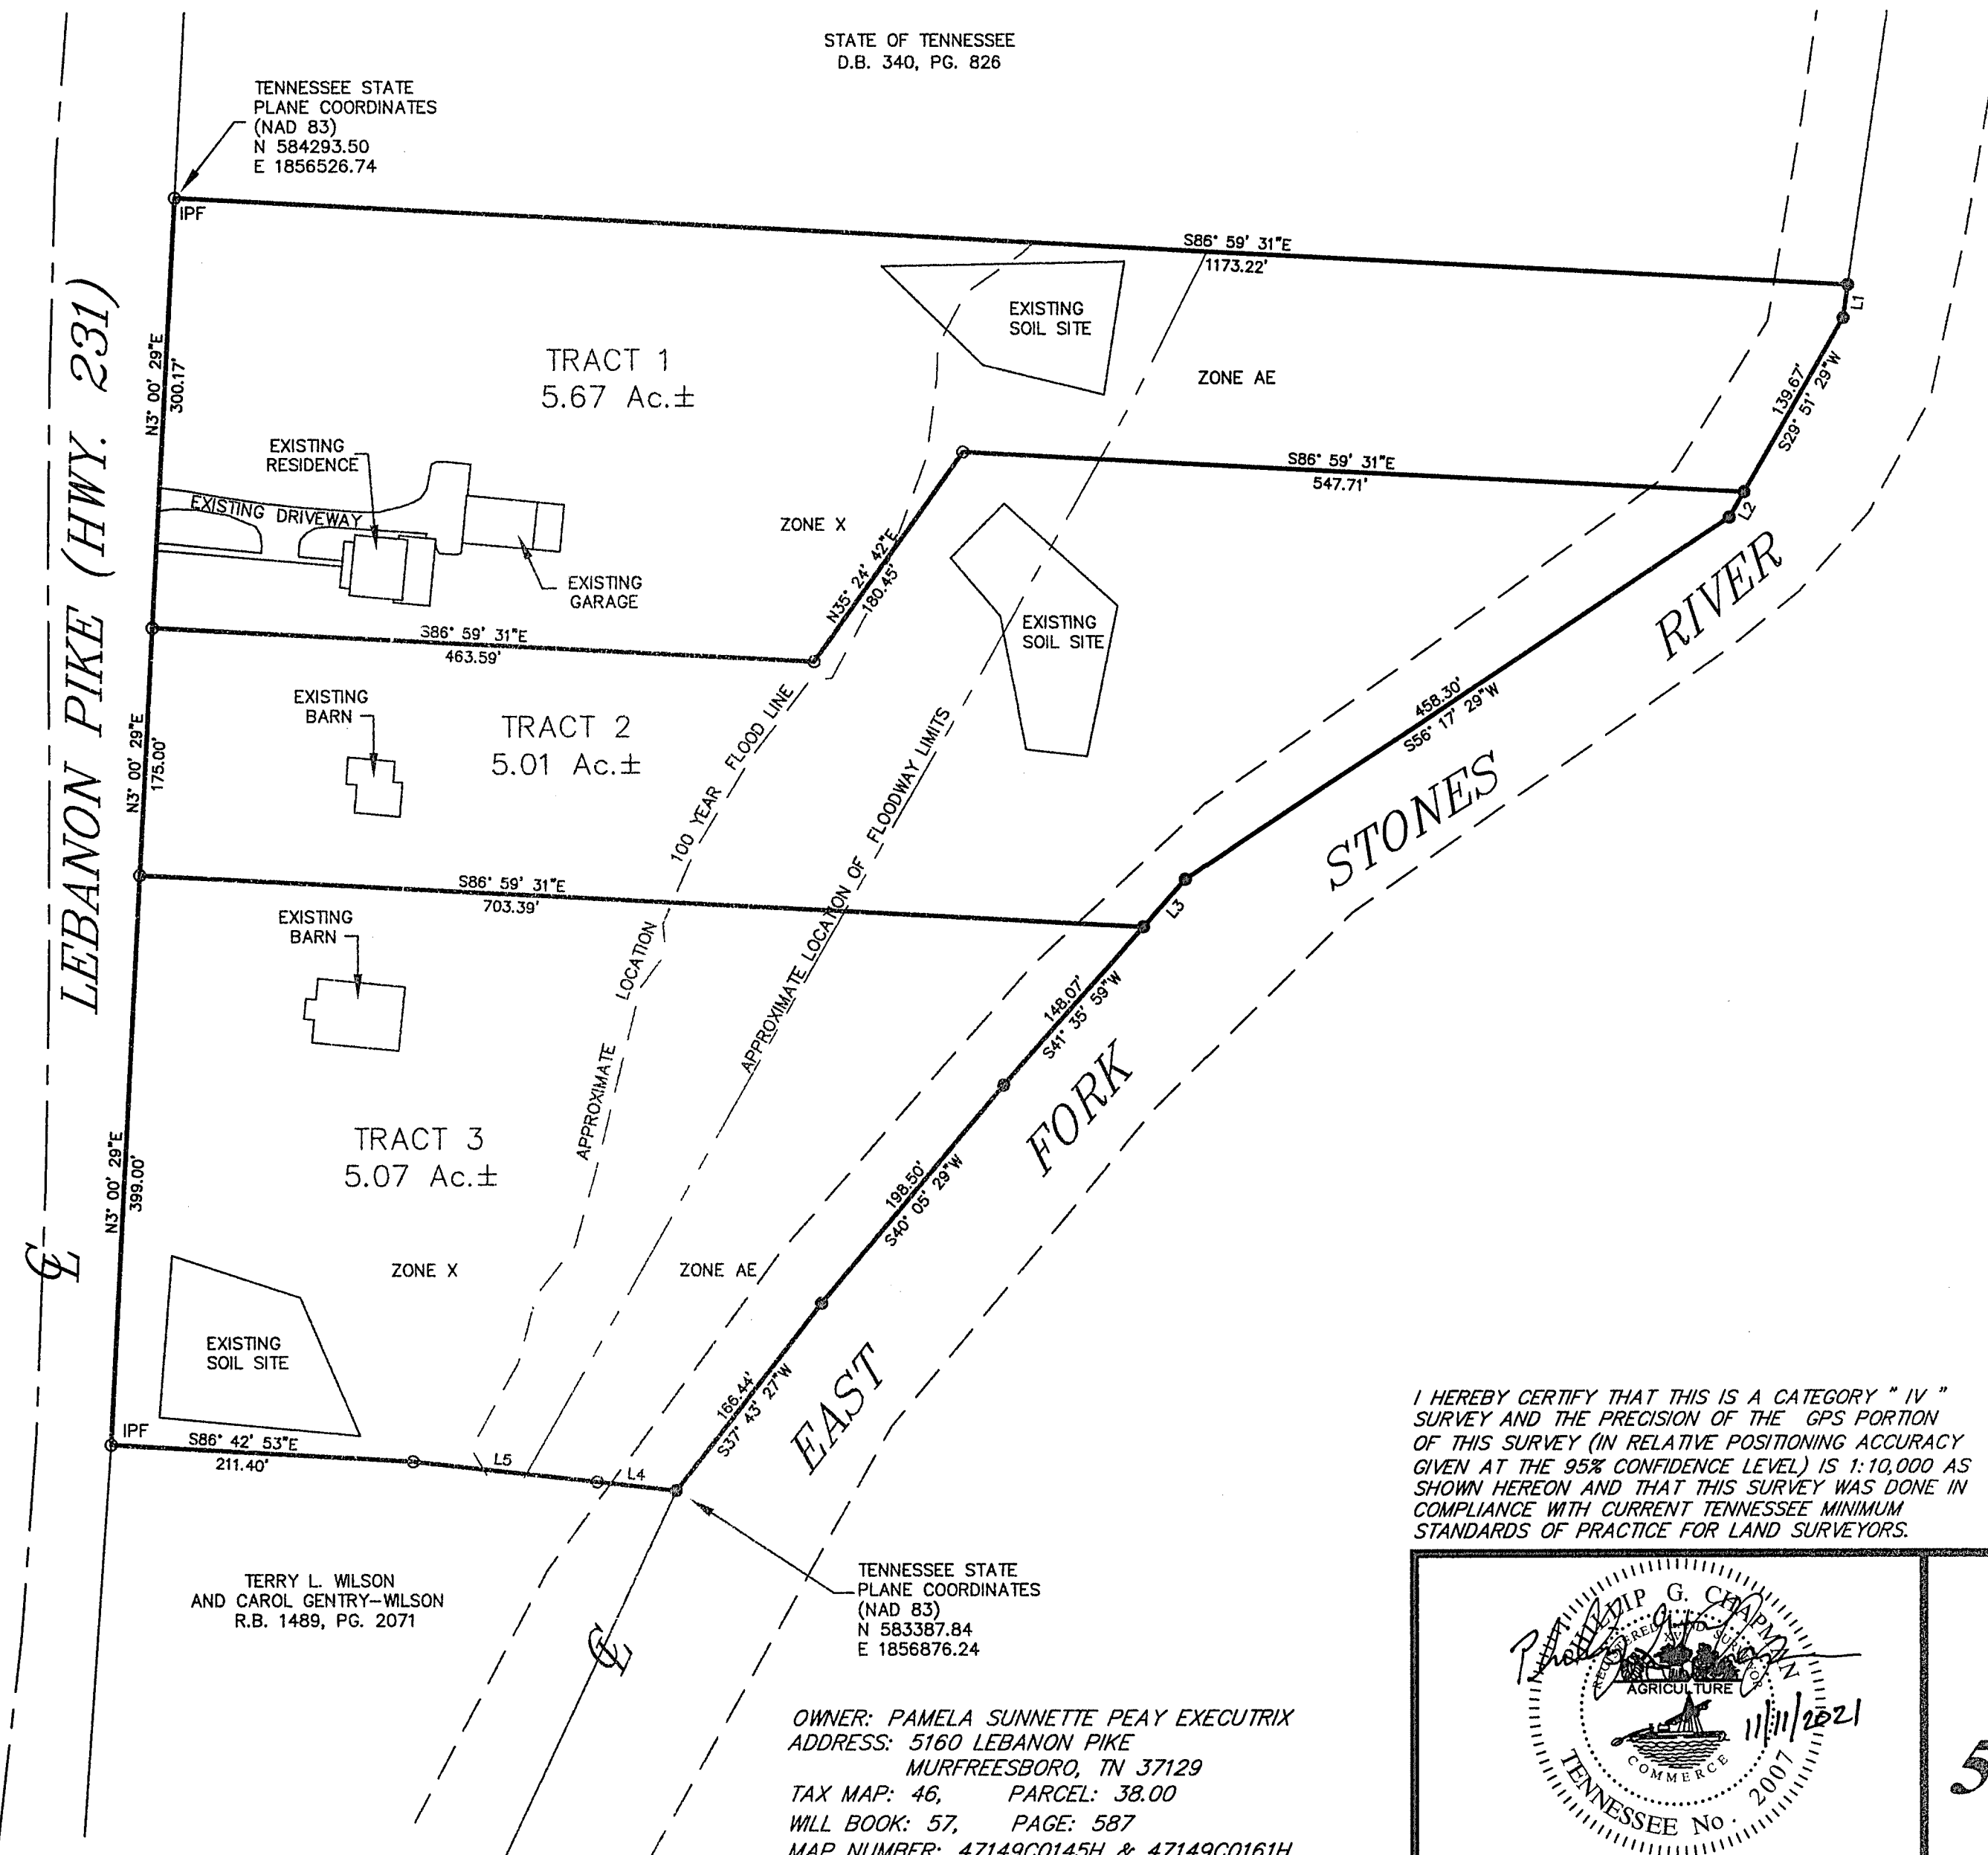 STATE OF TENNESSEE
D.B. 340, PG. 826
TENNESSEE STATE
PLANE COORDINATES
(NAD 83)
N 584293.50
E 1856526.74
IPF
S86° 59' 31"E
1173.22'
L1
EXISTING
SOIL SITE
ZONE AE
139.67'
S29° 51' 29"W
N3° 00' 29"E
300.17'
TRACT 1
5.67 Ac.±
EXISTING
RESIDENCE
EXISTING DRIVEWAY
EXISTING
GARAGE
ZONE X
S86° 59' 31"E
547.71'
L2
N35° 24' 42"E
180.45'
LEBANON PIKE (HWY. 231)
S86° 59' 31"E
463.59'
EXISTING
SOIL SITE
EXISTING
BARN
TRACT 2
5.01 Ac.±
N3° 00' 29"E
175.00'
458.30'
S56° 17' 29"W
APPROXIMATE LOCATION 100 YEAR FLOOD LINE
APPROXIMATE LOCATION OF FLOODWAY LIMITS
S86° 59' 31"E
703.39'
L3
EXISTING
BARN
148.07'
S41° 35' 59"W
EAST FORK STONES RIVER
TRACT 3
5.07 Ac.±
N3° 00' 29"E
399.00'
198.50'
S40° 05' 29"W
ZONE X
ZONE AE
EXISTING
SOIL SITE
166.44'
S37° 43' 27"W
IPF
S86° 42' 53"E
211.40'
L5
L4
TERRY L. WILSON
AND CAROL GENTRY-WILSON
R.B. 1489, PG. 2071
TENNESSEE STATE
PLANE COORDINATES
(NAD 83)
N 583387.84
E 1856876.24
I HEREBY CERTIFY THAT THIS IS A CATEGORY " IV "
SURVEY AND THE PRECISION OF THE GPS PORTION
OF THIS SURVEY (IN RELATIVE POSITIONING ACCURACY
GIVEN AT THE 95% CONFIDENCE LEVEL) IS 1:10,000 AS
SHOWN HEREON AND THAT THIS SURVEY WAS DONE IN
COMPLIANCE WITH CURRENT TENNESSEE MINIMUM
STANDARDS OF PRACTICE FOR LAND SURVEYORS.
OWNER: PAMELA SUNNETTE PEAY EXECUTRIX
ADDRESS: 5160 LEBANON PIKE
MURFREESBORO, TN 37129
TAX MAP: 46, PARCEL: 38.00
WILL BOOK: 57, PAGE: 587
MAP NUMBER: 47149C0145H & 47149C0161H
PHILLIP G. CHAPMAN
REGISTERED LAND SURVEYOR
XVI
AGRICULTURE
COMMERCE
TENNESSEE No. 2007
11/11/2021
5